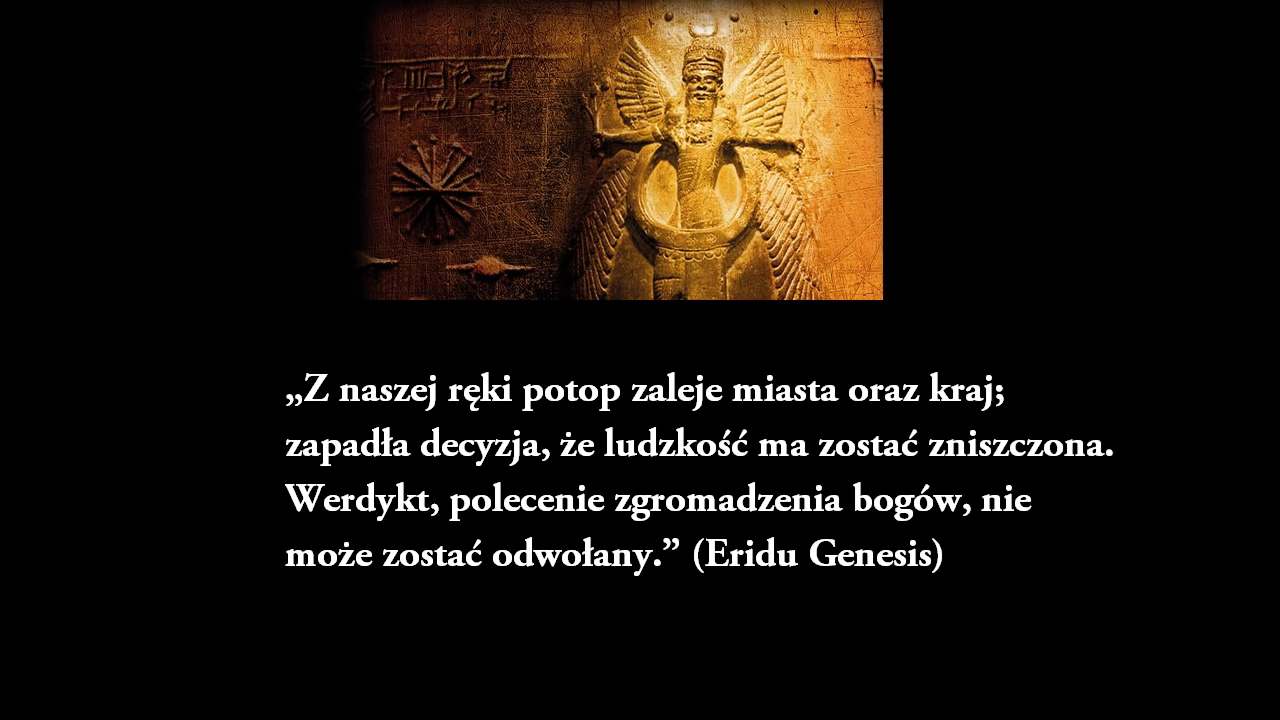 „Z naszej ręki potop zaleje miasta oraz kraj;
zapadła decyzja, że ludzkość ma zostać zniszczona.
Werdykt, polecenie zgromadzenia bogów, nie
może zostać odwołany.” (Eridu Genesis)